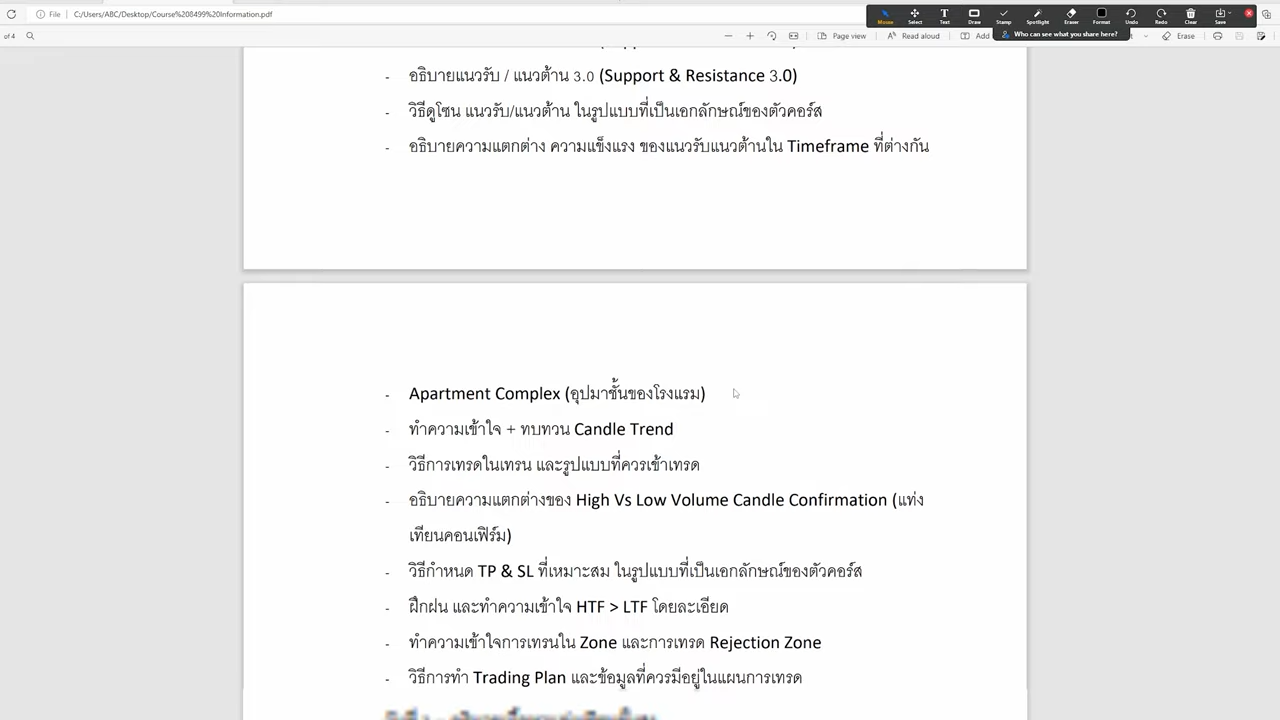 File C:/Users/ABC/Desktop/Course%208499%20Information.pdf
Mouse Select Text Draw Stamp Spotlight Eraser Format Undo Redo Clear Save
Who can see what you share here?
of 4 Page view Read aloud Add Erase
- อธิบายแนวรับ / แนวต้าน 3.0 (Support & Resistance 3.0)
- วิธีดูโซน แนวรับ/แนวต้าน ในรูปแบบที่เป็นเอกลักษณ์ของตัวคอร์ส
- อธิบายความแตกต่าง ความแข็งแรง ของแนวรับแนวต้านใน Timeframe ที่ต่างกัน
- Apartment Complex (อุปมาชั้นของโรงแรม)
- ทำความเข้าใจ + ทบทวน Candle Trend
- วิธีการเทรดในเทรน และรูปแบบที่ควรเข้าเทรด
- อธิบายความแตกต่างของ High Vs Low Volume Candle Confirmation (แท่ง
เทียนคอนเฟิร์ม)
- วิธีกำหนด TP & SL ที่เหมาะสม ในรูปแบบที่เป็นเอกลักษณ์ของตัวคอร์ส
- ฝึกฝน และทำความเข้าใจ HTF > LTF โดยละเอียด
- ทำความเข้าใจการเทรนใน Zone และการเทรด Rejection Zone
- วิธีการทำ Trading Plan และข้อมูลที่ควรมีอยู่ในแผนการเทรด